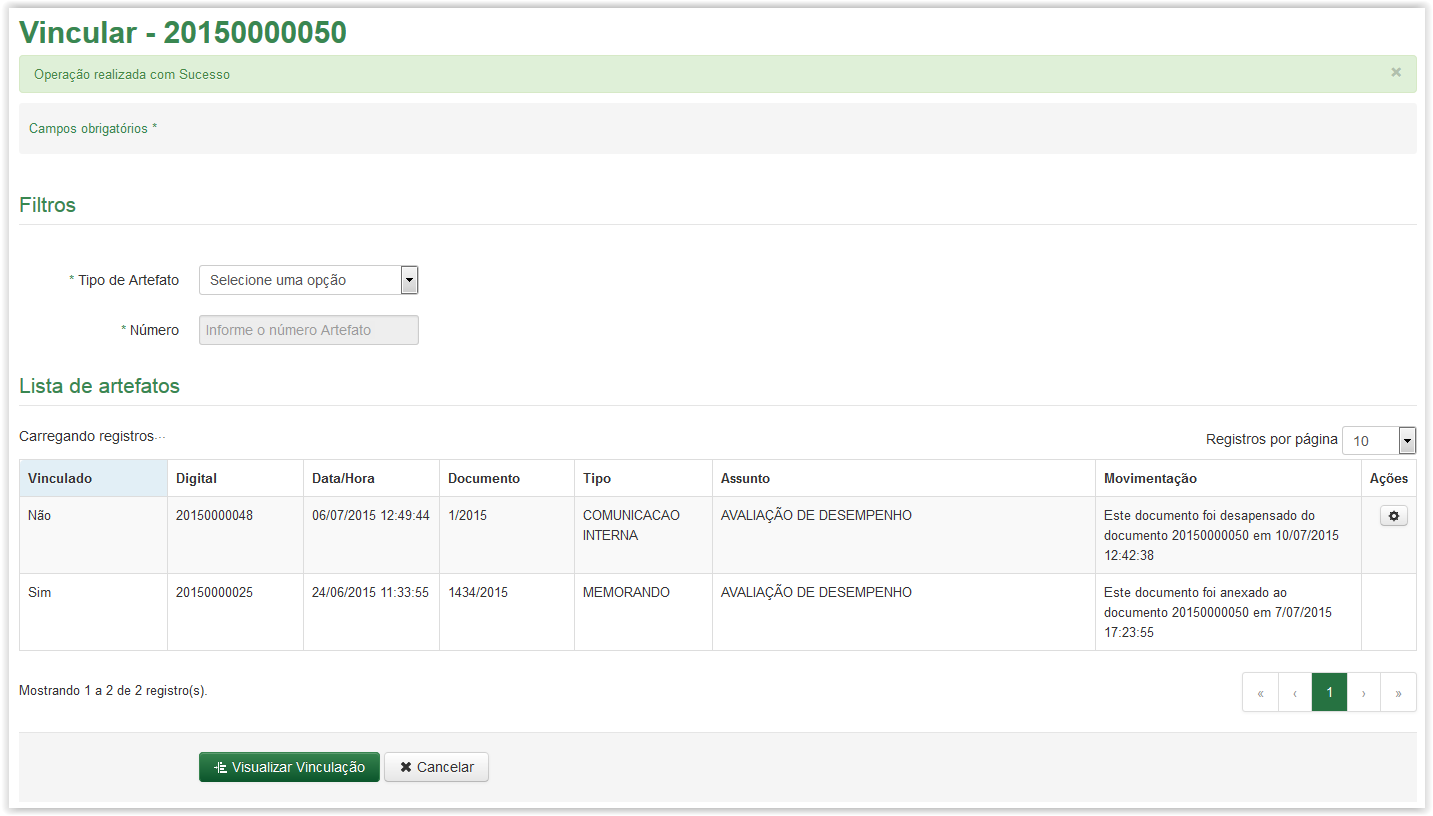 Vincular - 20150000050
Operação realizada com Sucesso ×
Campos obrigatórios *
Filtros
* Tipo de Artefato Selecione uma opção
* Número Informe o número Artefato
Lista de artefatos
Carregando registros...
Registros por página 10
Vinculado Digital Data/Hora Documento Tipo Assunto Movimentação Ações
Não 20150000048 06/07/2015 12:49:44 1/2015 COMUNICACAO AVALIAÇÃO DE DESEMPENHO Este documento foi desapensado do
INTERNA documento 20150000050 em 10/07/2015
12:42:38
Sim 20150000025 24/06/2015 11:33:55 1434/2015 MEMORANDO AVALIAÇÃO DE DESEMPENHO Este documento foi anexado ao
documento 20150000050 em 7/07/2015
17:23:55
Mostrando 1 a 2 de 2 registro(s). « ‹ 1 › »
Visualizar Vinculação Cancelar